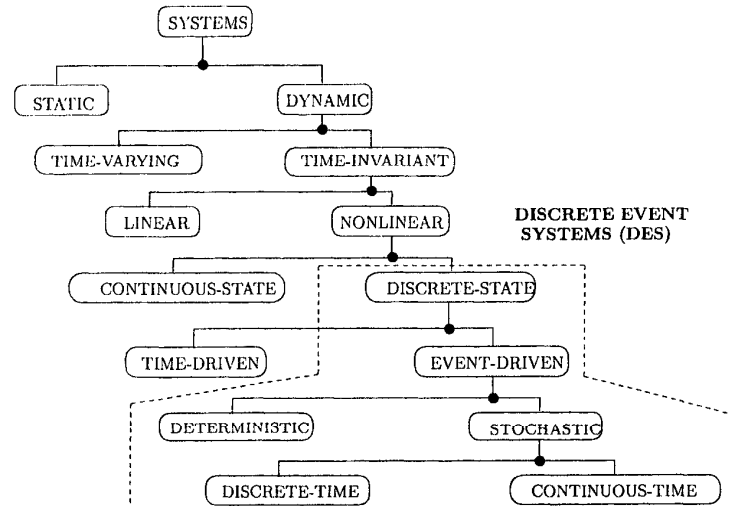 SYSTEMS
STATIC
DYNAMIC
TIME-VARYING
TIME-INVARIANT
LINEAR
NONLINEAR
DISCRETE EVENT
SYSTEMS (DES)
CONTINUOUS-STATE
DISCRETE-STATE
TIME-DRIVEN
EVENT-DRIVEN
DETERMINISTIC
STOCHASTIC
DISCRETE-TIME
CONTINUOUS-TIME